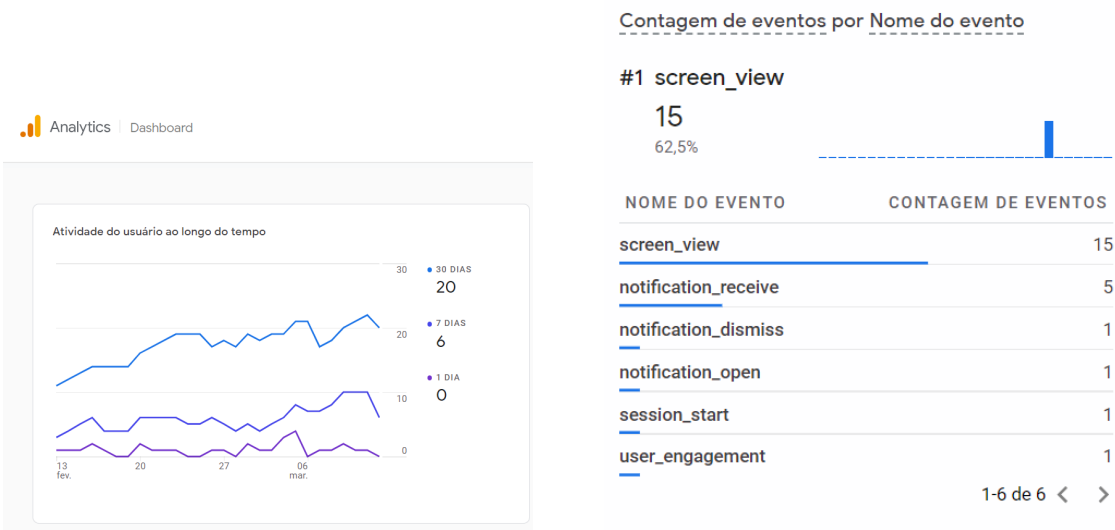 Analytics
Dashboard
Atividade do usuário ao longo do tempo
30
20
10
0
13
fev.
20
27
06
mar.
30 DIAS
20
7 DIAS
6
1 DIA
0
Contagem de eventos por Nome do evento
#1 screen_view
15
62,5%
NOME DO EVENTO CONTAGEM DE EVENTOS
screen_view 15
notification_receive 5
notification_dismiss 1
notification_open 1
session_start 1
user_engagement 1
1-6 de 6